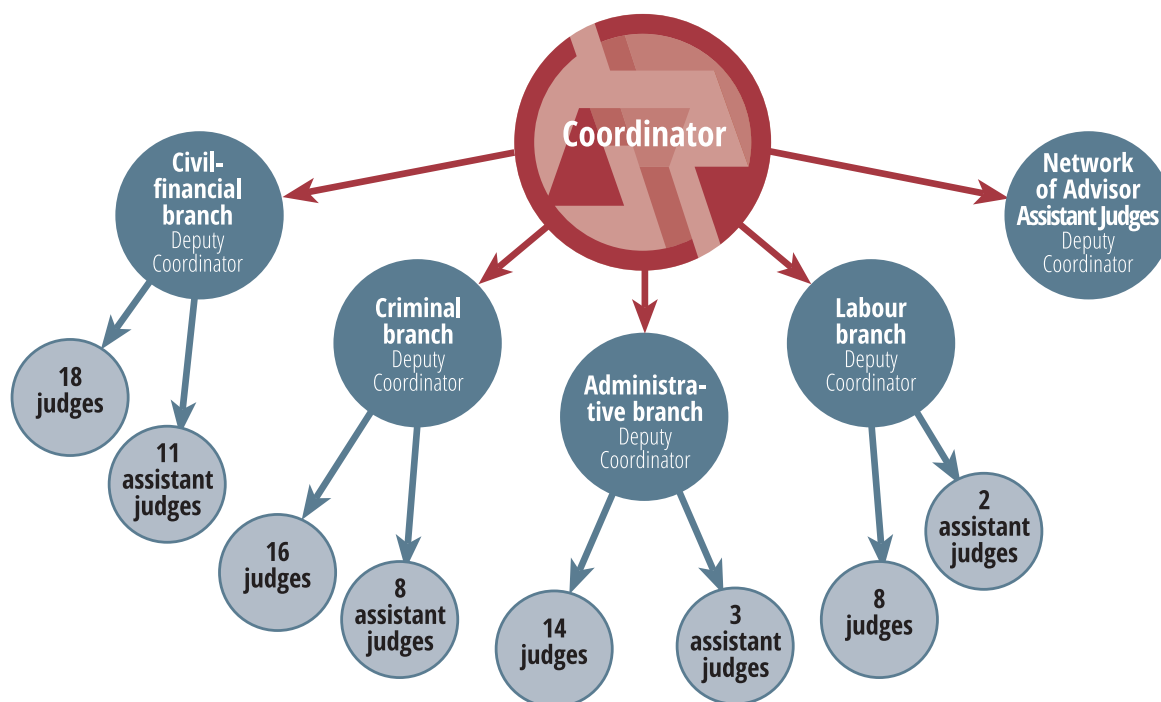 Coordinator
Civil-
financial
branch
Deputy
Coordinator
18
judges
11
assistant
judges
Criminal
branch
Deputy
Coordinator
16
judges
8
assistant
judges
Administra-
tive branch
Deputy
Coordinator
14
judges
3
assistant
judges
Labour
branch
Deputy
Coordinator
8
judges
2
assistant
judges
Network
of Advisor
Assistant Judges
Deputy
Coordinator